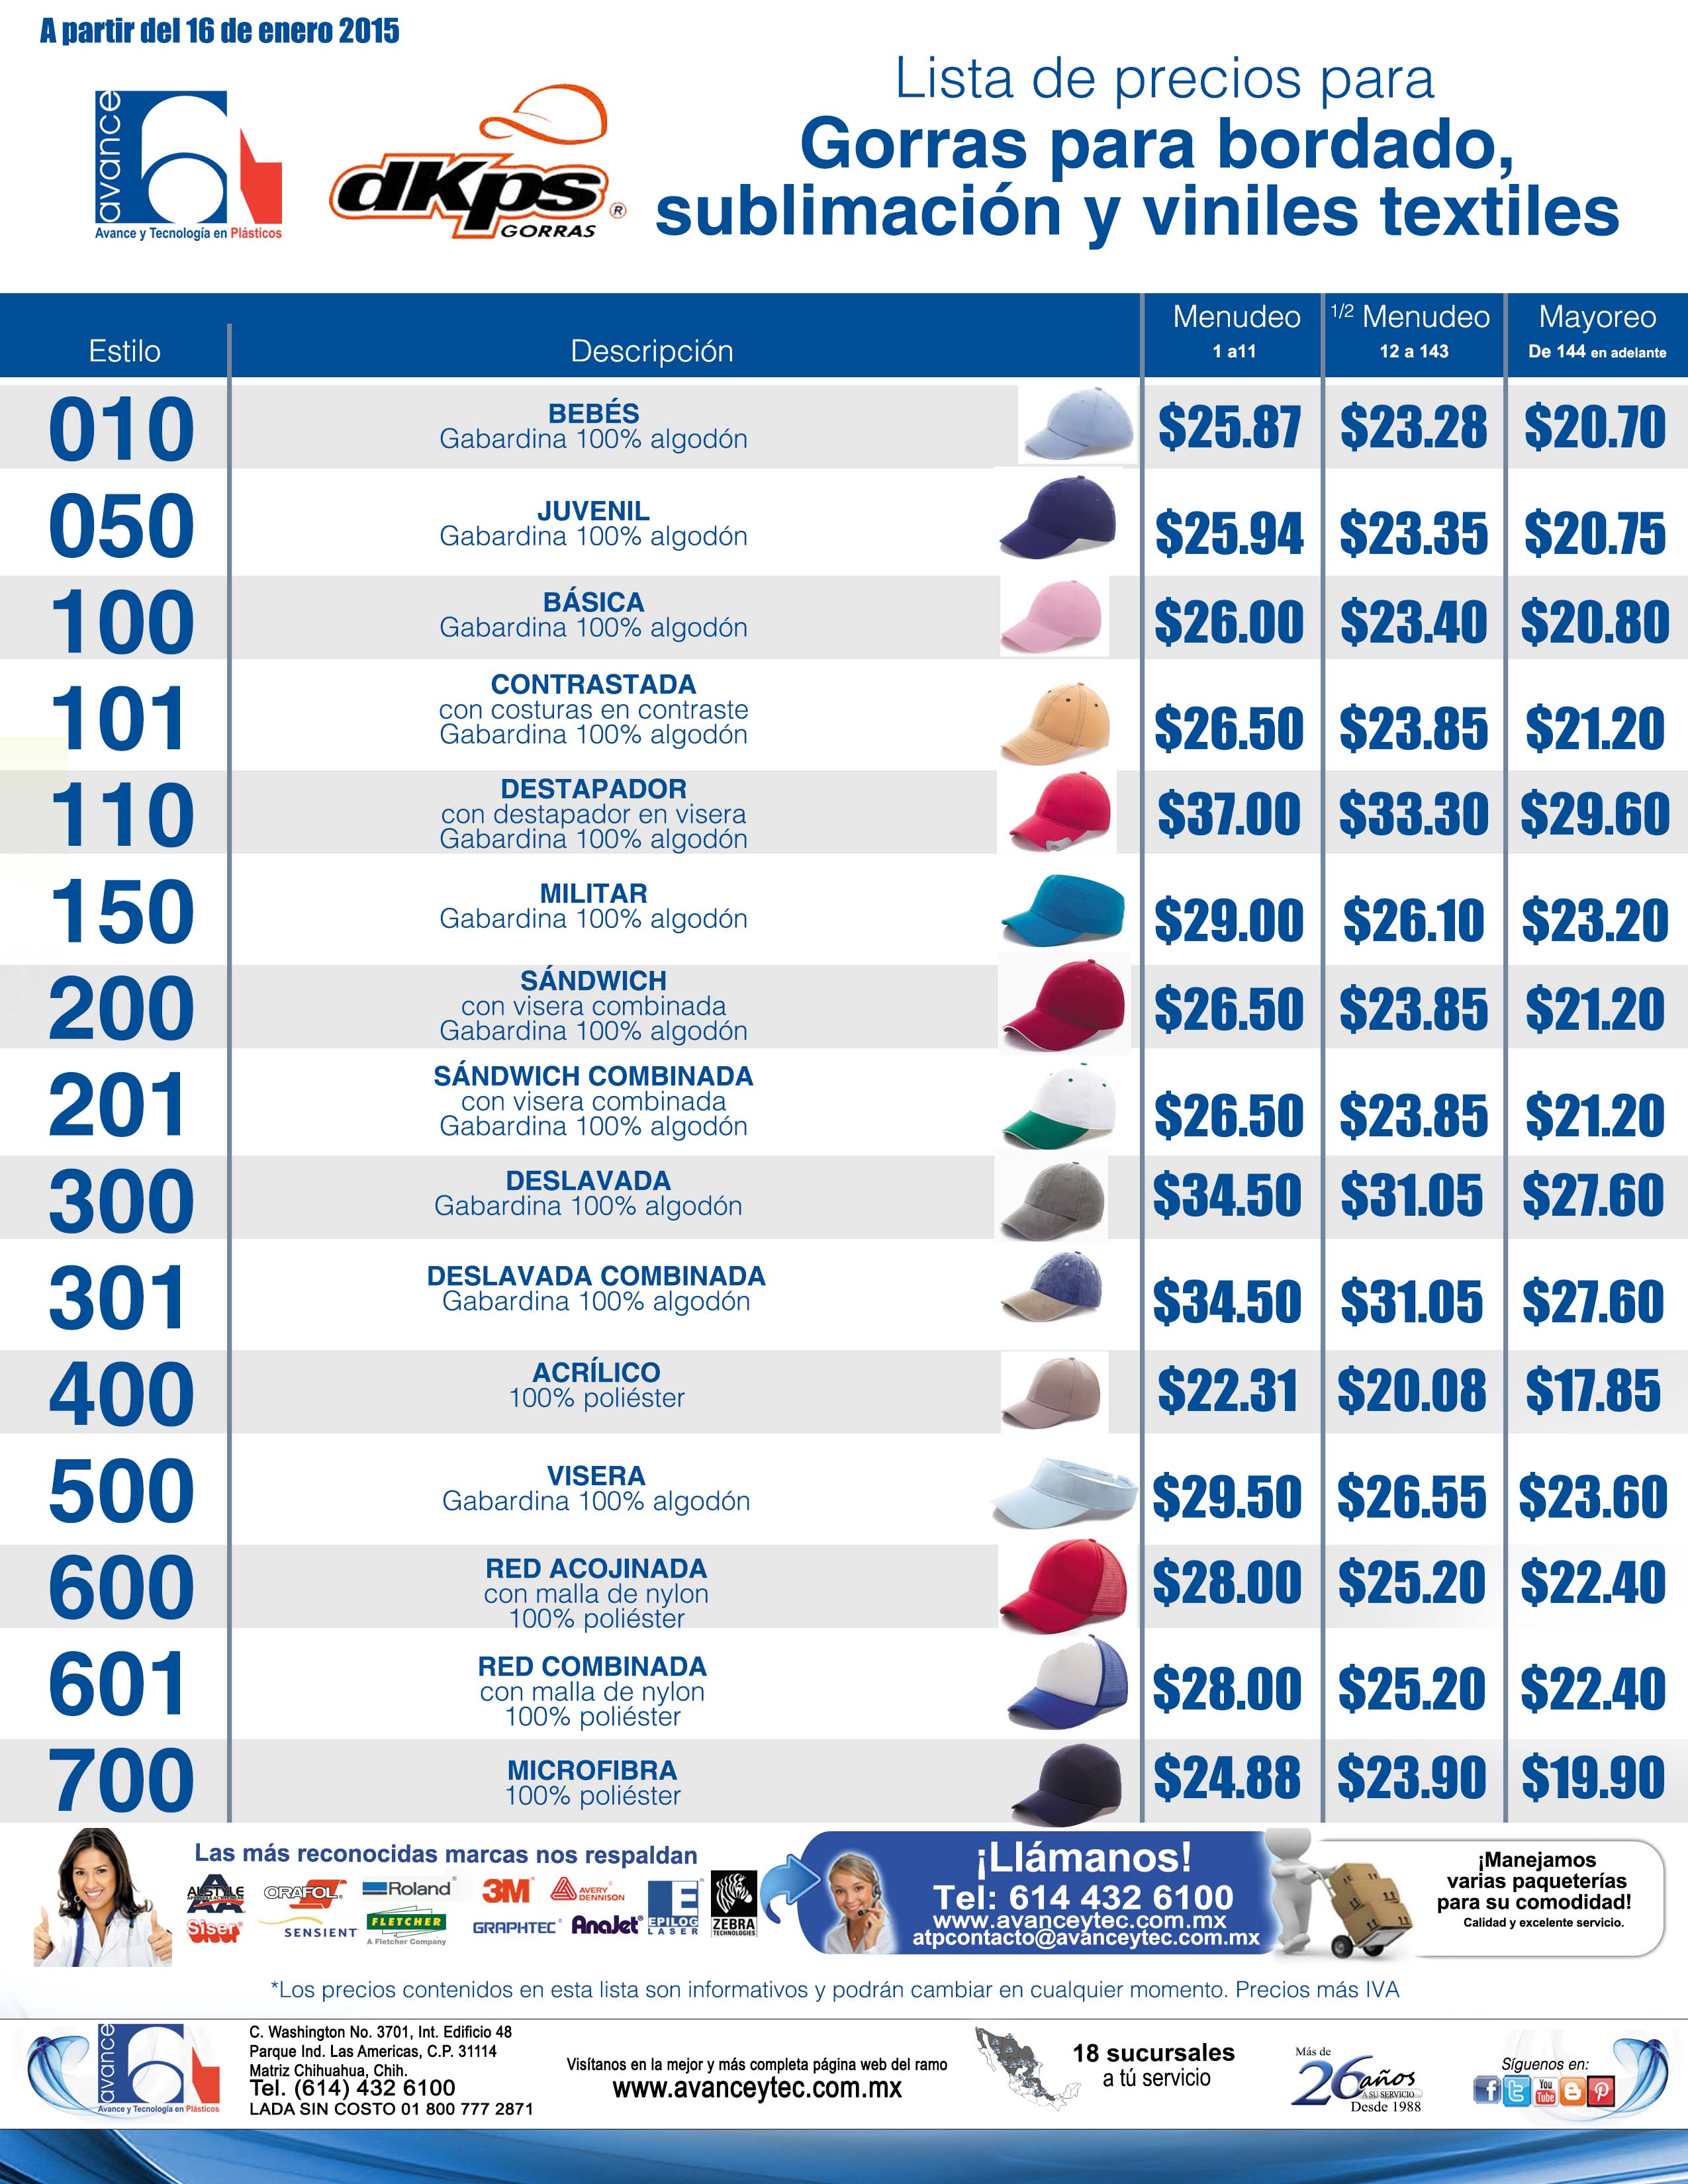 A partir del 16 de enero 2015
avance
Avance y Tecnología en Plásticos
dKps ®
GORRAS
Lista de precios para
Gorras para bordado,
sublimación y viniles textiles
Estilo
Descripción
Menudeo
1 a11
1/2 Menudeo
12 a 143
Mayoreo
De 144 en adelante
010
BEBÉS
Gabardina 100% algodón
$25.87 $23.28 $20.70
050
JUVENIL
Gabardina 100% algodón
$25.94 $23.35 $20.75
100
BÁSICA
Gabardina 100% algodón
$26.00 $23.40 $20.80
101
CONTRASTADA
con costuras en contraste
Gabardina 100% algodón
$26.50 $23.85 $21.20
110
DESTAPADOR
con destapador en visera
Gabardina 100% algodón
$37.00 $33.30 $29.60
150
MILITAR
Gabardina 100% algodón
$29.00 $26.10 $23.20
200
SÁNDWICH
con visera combinada
Gabardina 100% algodón
$26.50 $23.85 $21.20
201
SÁNDWICH COMBINADA
con visera combinada
Gabardina 100% algodón
$26.50 $23.85 $21.20
300
DESLAVADA
Gabardina 100% algodón
$34.50 $31.05 $27.60
301
DESLAVADA COMBINADA
Gabardina 100% algodón
$34.50 $31.05 $27.60
400
ACRÍLICO
100% poliéster
$22.31 $20.08 $17.85
500
VISERA
Gabardina 100% algodón
$29.50 $26.55 $23.60
600
RED ACOJINADA
con malla de nylon
100% poliéster
$28.00 $25.20 $22.40
601
RED COMBINADA
con malla de nylon
100% poliéster
$28.00 $25.20 $22.40
700
MICROFIBRA
100% poliéster
$24.88 $23.90 $19.90
Las más reconocidas marcas nos respaldan
ALSTYLE
ORAFOL
Roland
3M
AVERY DENNISON
Siser
SENSIENT
FLETCHER
A Fletcher Company
GRAPHTEC
AnaJet
EPILOG
LASER
ZEBRA
TECHNOLOGIES
¡Llámanos!
Tel: 614 432 6100
www.avanceytec.com.mx
atpcontacto@avanceytec.com.mx
¡Manejamos
varias paqueterías
para su comodidad!
Calidad y excelente servicio.
*Los precios contenidos en esta lista son informativos y podrán cambiar en cualquier momento. Precios más IVA
avance
Avance y Tecnología en Plásticos
C. Washington No. 3701, Int. Edificio 48
Parque Ind. Las Americas, C.P. 31114
Matriz Chihuahua, Chih.
Tel. (614) 432 6100
LADA SIN COSTO 01 800 777 2871
Visítanos en la mejor y más completa página web del ramo
www.avanceytec.com.mx
18 sucursales
a tú servicio
Más de
26 años
A SU SERVICIO
Desde 1988
Síguenos en:
You
Tube